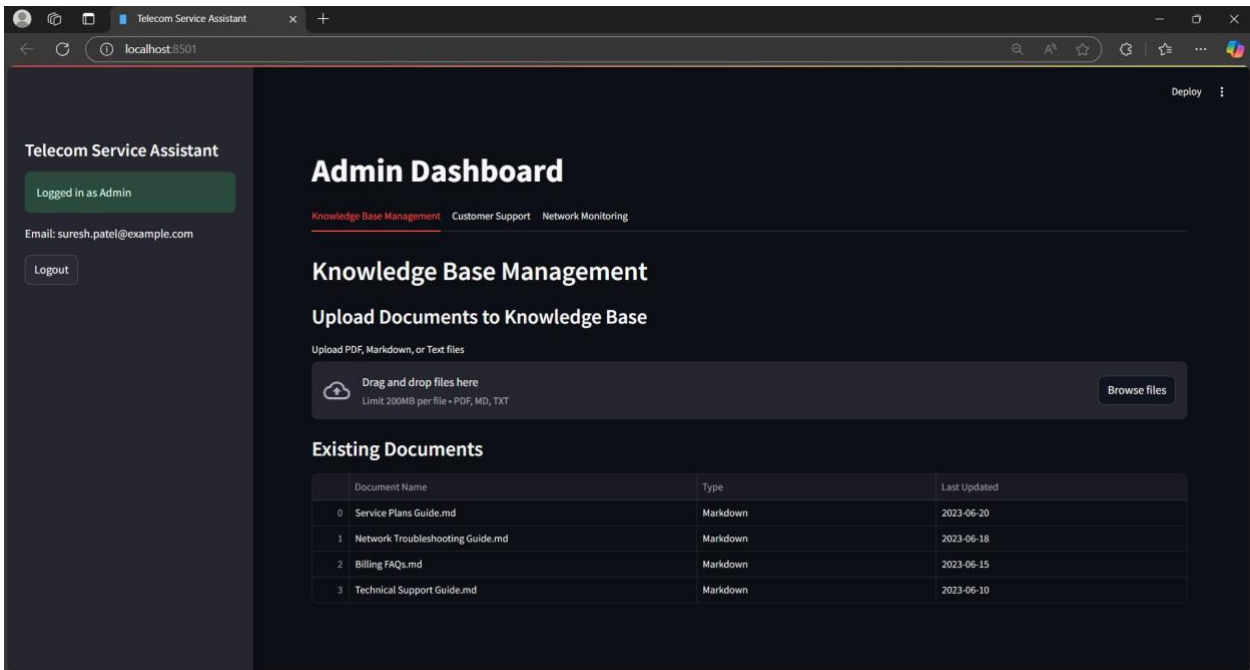 Telecom Service Assistant
localhost:8501
Deploy
Telecom Service Assistant
Logged in as Admin
Email: suresh.patel@example.com
Logout
Admin Dashboard
Knowledge Base Management Customer Support Network Monitoring
Knowledge Base Management
Upload Documents to Knowledge Base
Upload PDF, Markdown, or Text files
Drag and drop files here
Limit 200MB per file • PDF, MD, TXT
Browse files
Existing Documents
Document Name Type Last Updated
0 Service Plans Guide.md Markdown 2023-06-20
1 Network Troubleshooting Guide.md Markdown 2023-06-18
2 Billing FAQs.md Markdown 2023-06-15
3 Technical Support Guide.md Markdown 2023-06-10